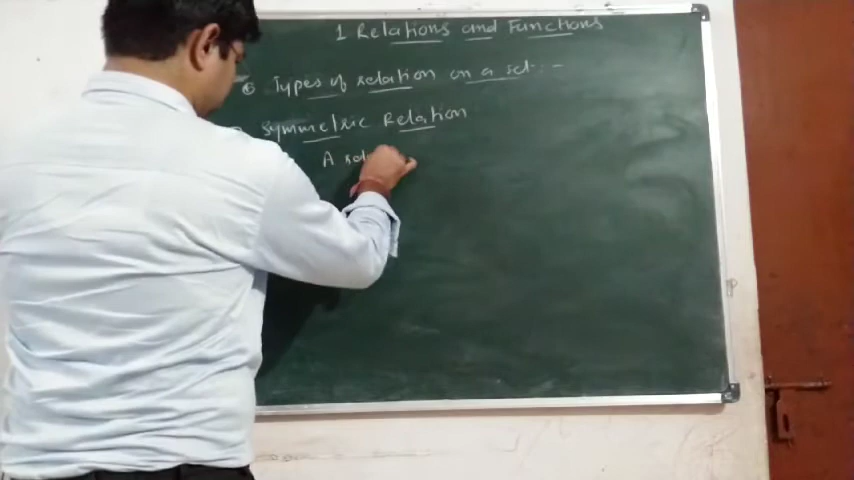 1 Relations and Functions
Types of relation on a set :-
Symmetric Relation
A